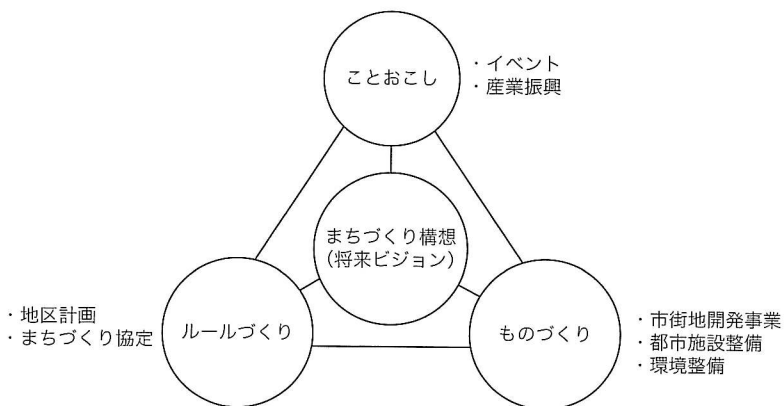 ことおこし
・イベント
・産業振興
まちづくり構想
(将来ビジョン)
・地区計画
・まちづくり協定
ルールづくり
ものづくり
・市街地開発事業
・都市施設整備
・環境整備